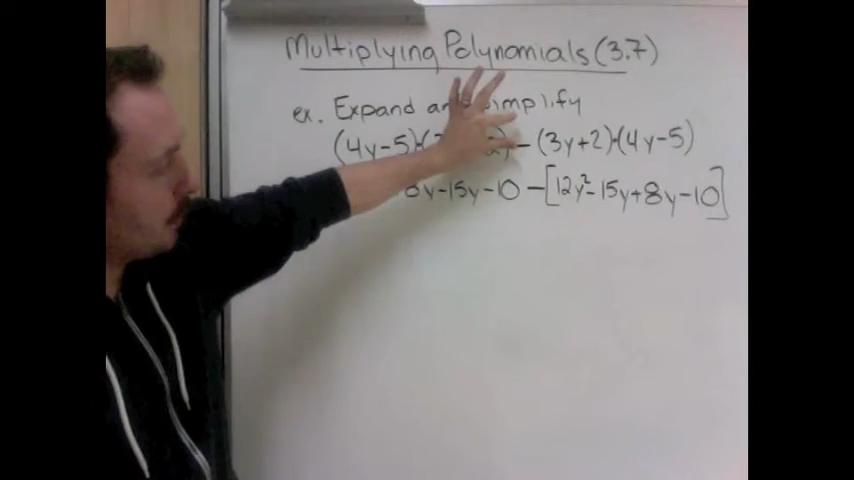 Multiplying Polynomials (3.7)
ex. Expand and Simplify
(4y-5)·( 2) - (3y+2)·(4y-5)
8y-15y-10 - [12y²-15y+8y-10]